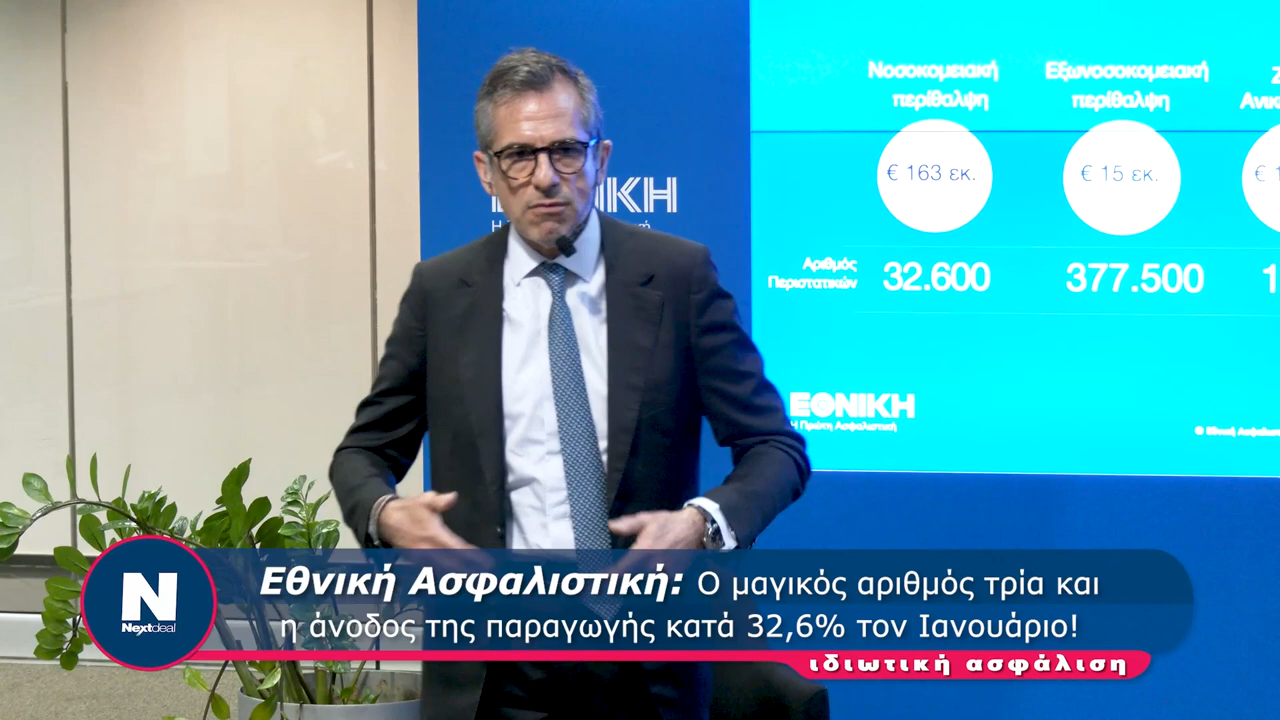 Νοσοκομειακή
περίθαλψη
Εξωνοσοκομειακή
περίθαλψη
€ 163 εκ.
€ 15 εκ.
Αριθμός
Περιστατικών
32.600
377.500
ΕΘΝΙΚΗ
Η Πρώτη Ασφαλιστική
N
Nextdeal
Εθνική Ασφαλιστική: Ο μαγικός αριθμός τρία και
η άνοδος της παραγωγής κατά 32,6% τον Ιανουάριο!
ιδιωτική ασφάλιση